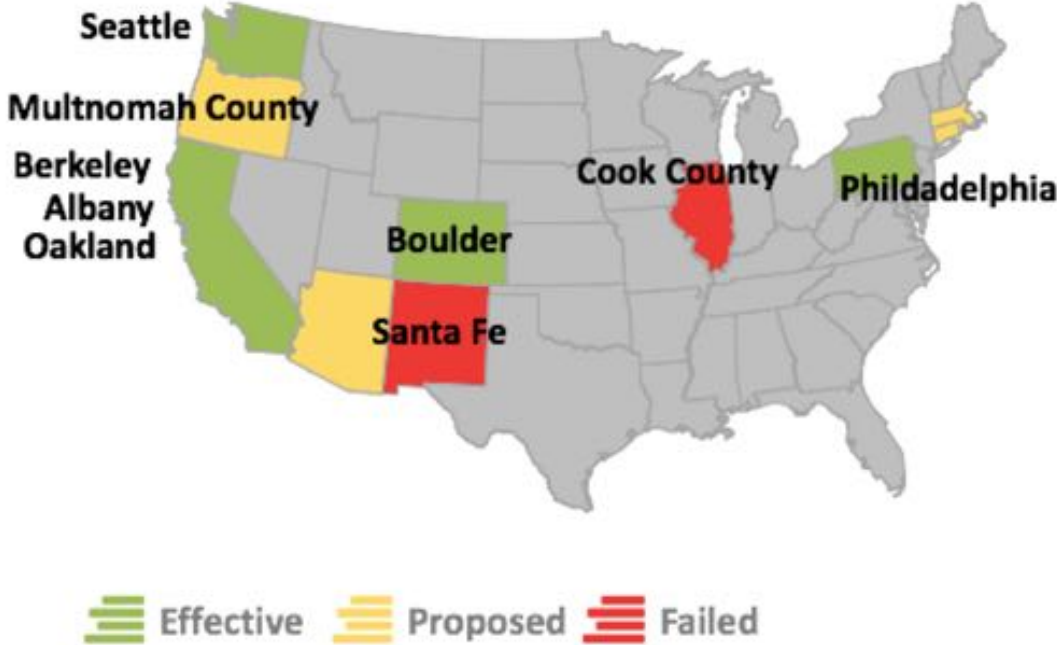 Seattle
Multnomah County
Berkeley
Albany
Oakland
Boulder
Santa Fe
Cook County
Phildadelphia
Effective Proposed Failed